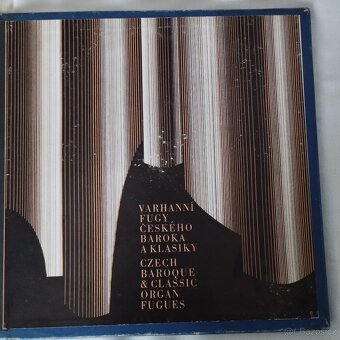 VARHANNÍ
FUGY
ČESKÉHO
BAROKA
A KLASIKY
CZECH
BAROQUE
& CLASSIC
ORGAN
FUGUES